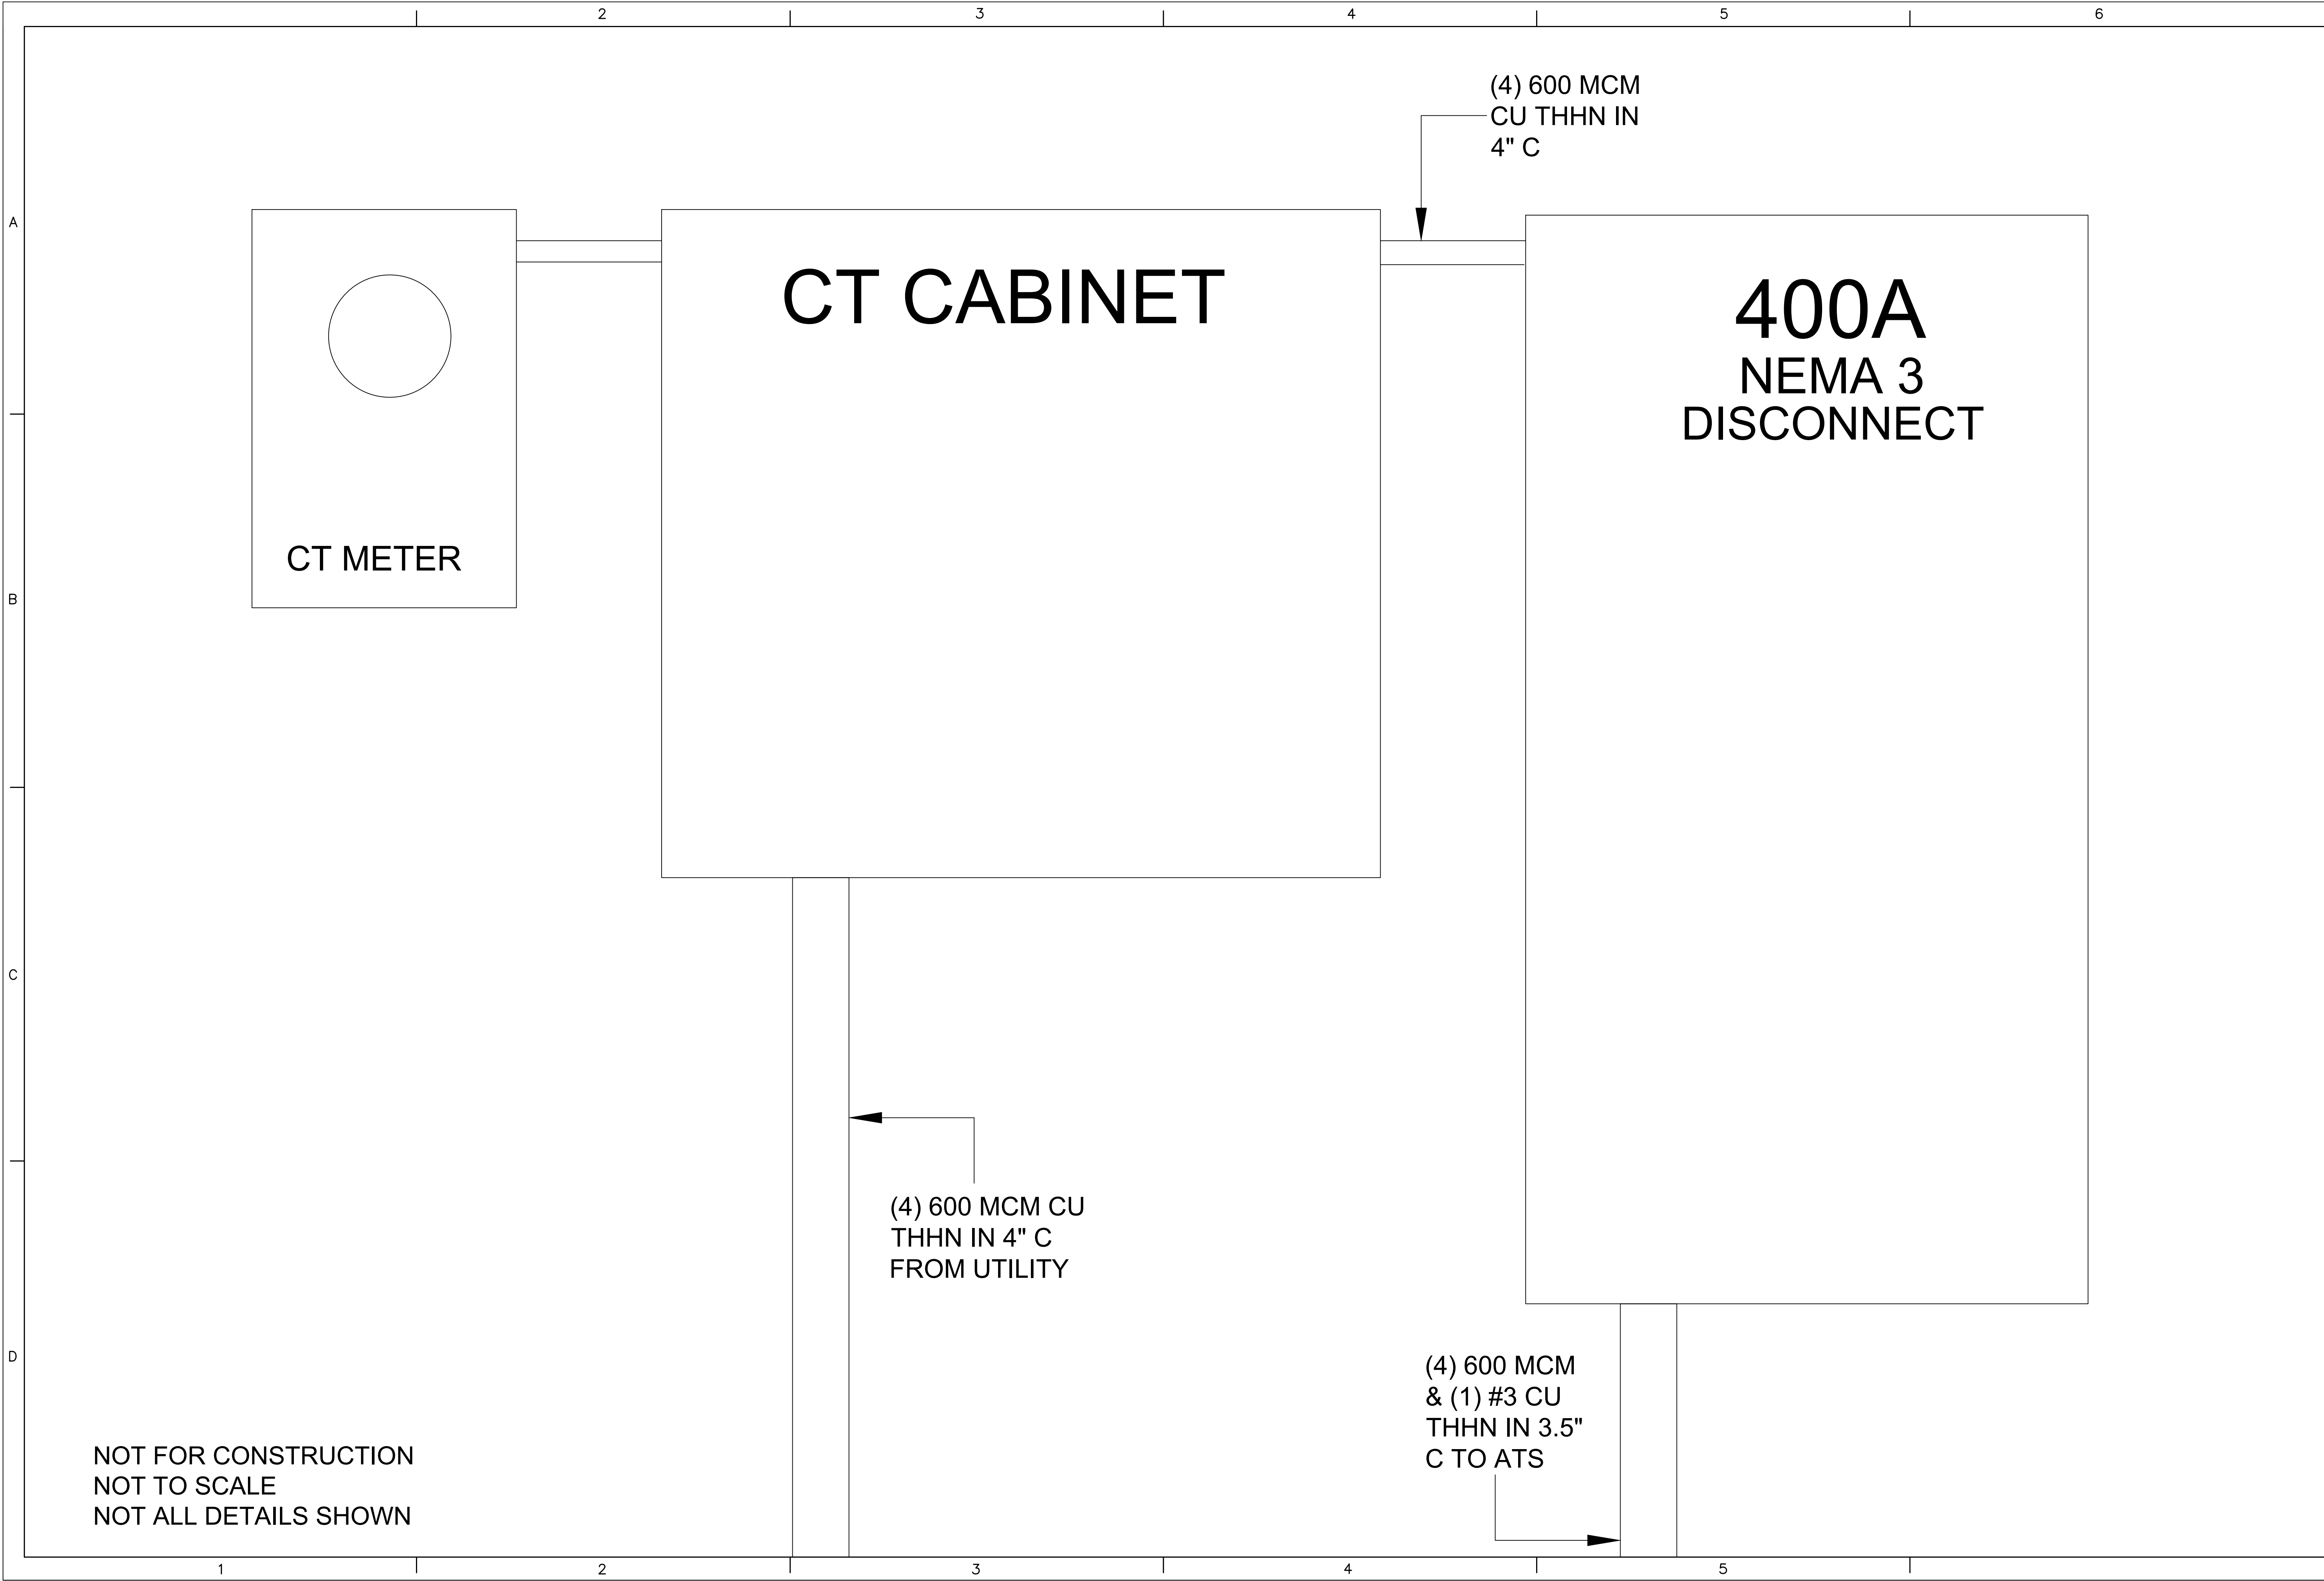 2 3 4 5 6
(4) 600 MCM
CU THHN IN
4" C
A
CT CABINET
400A
NEMA 3
DISCONNECT
CT METER
B
C
(4) 600 MCM CU
THHN IN 4" C
FROM UTILITY
D
(4) 600 MCM
& (1) #3 CU
THHN IN 3.5"
C TO ATS
NOT FOR CONSTRUCTION
NOT TO SCALE
NOT ALL DETAILS SHOWN
1 2 3 4 5